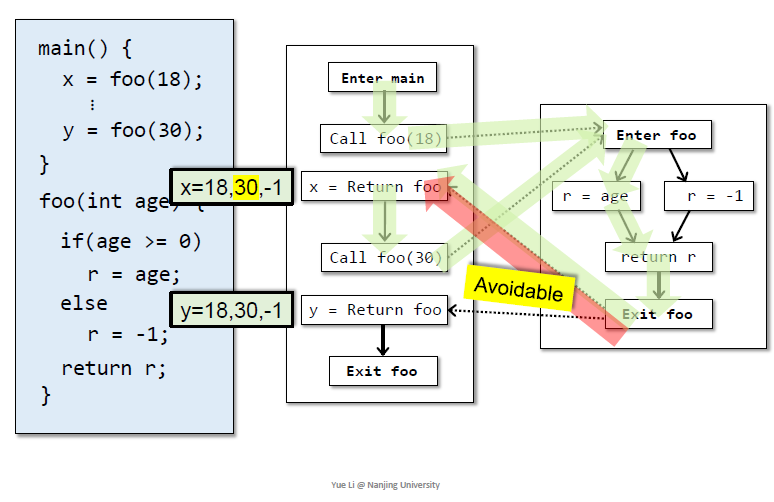 main() {
x = foo(18);
⋮
y = foo(30);
}
foo(int age) {
if(age >= 0)
r = age;
else
r = -1;
return r;
}
x=18,30,-1
y=18,30,-1
Enter main
Call foo(18)
x = Return foo
Call foo(30)
y = Return foo
Exit foo
Avoidable
Enter foo
r = age
r = -1
return r
Exit foo
Yue Li @ Nanjing University